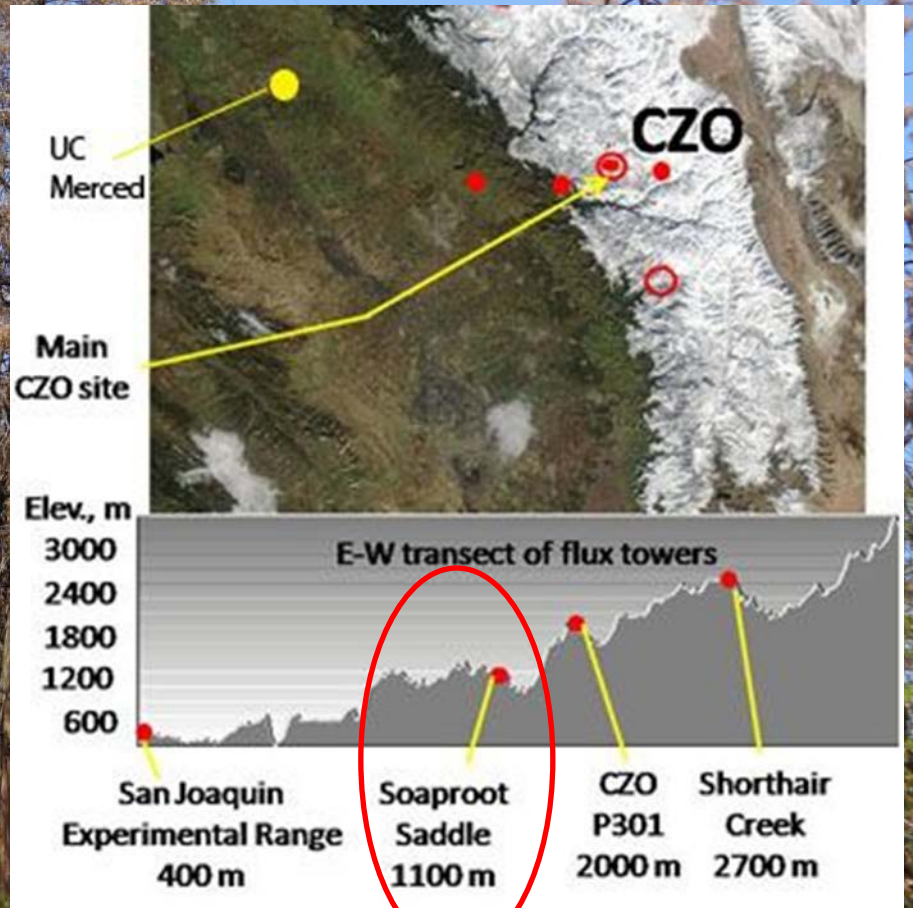 CZO
UC
Merced
Main
CZO site
Elev., m
3000
2400
1800
1200
600
E-W transect of flux towers
San Joaquin
Experimental Range
400 m
Soaproot
Saddle
1100 m
CZO
P301
2000 m
Shorthair
Creek
2700 m